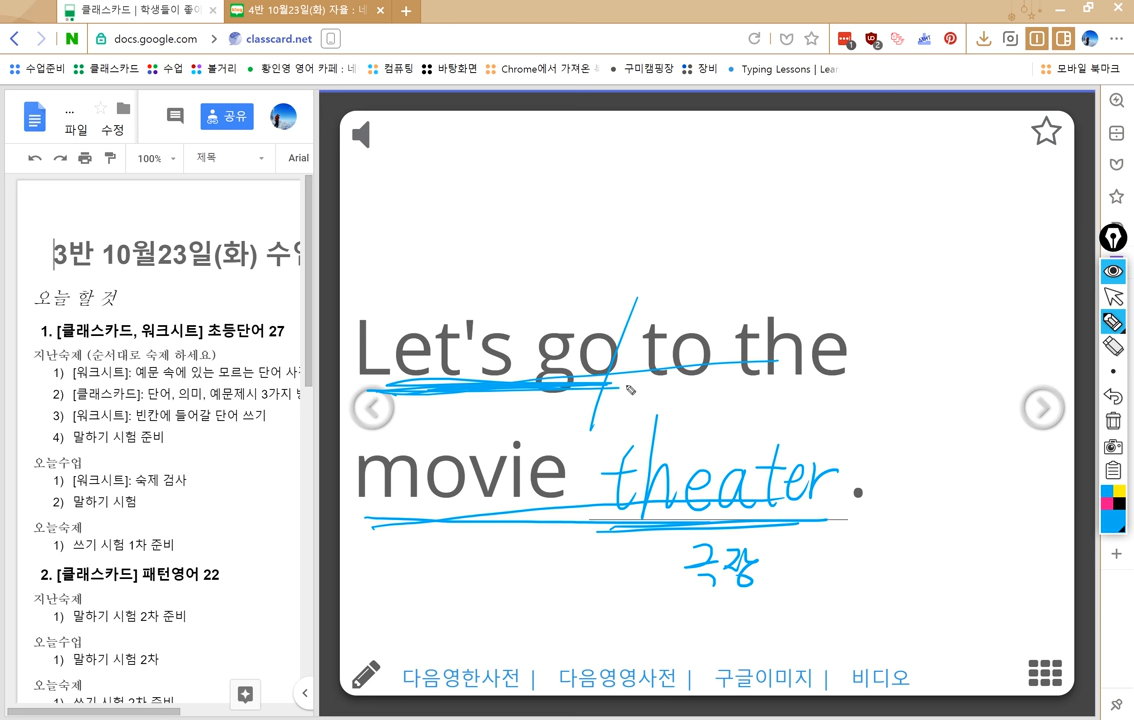 클래스카드 | 학생들이 좋아
4반 10월23일(화) 자율 : 네
docs.google.com > classcard.net
수업준비 클래스카드 수업 볼거리 황인영 영어 카페 : 네 컴퓨팅 바탕화면 Chrome에서 가져온 구미캠핑장 장비 Typing Lessons | Lear 모바일 북마크
파일 수정 공유
100% 제목 Arial
3반 10월23일(화) 수업
오늘 할 것
1. [클래스카드, 워크시트] 초등단어 27
지난숙제 (순서대로 숙제 하세요)
1) [워크시트]: 예문 속에 있는 모르는 단어
2) [클래스카드]: 단어, 의미, 예문제시 3가지
3) [워크시트]: 빈칸에 들어갈 단어 쓰기
4) 말하기 시험 준비
오늘수업
1) [워크시트]: 숙제 검사
2) 말하기 시험
오늘숙제
1) 쓰기 시험 1차 준비
2. [클래스카드] 패턴영어 22
지난숙제
1) 말하기 시험 2차 준비
오늘수업
1) 말하기 시험 2차
오늘숙제
1) 쓰기 시험 2차 준비
Let's go to the
movie theater .
극장
다음영한사전 | 다음영영사전 | 구글이미지 | 비디오